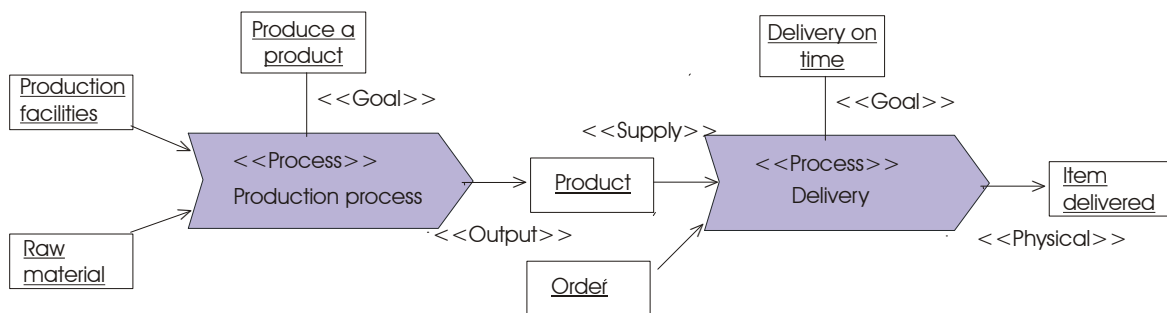 Produce a
product
Delivery on
time
Production
facilities
<<Goal>>
<<Goal>>
<<Supply>>
<<Process>>
Production process
<<Process>>
Delivery
Product
Item
delivered
<<Output>>
<<Physical>>
Raw
material
Order